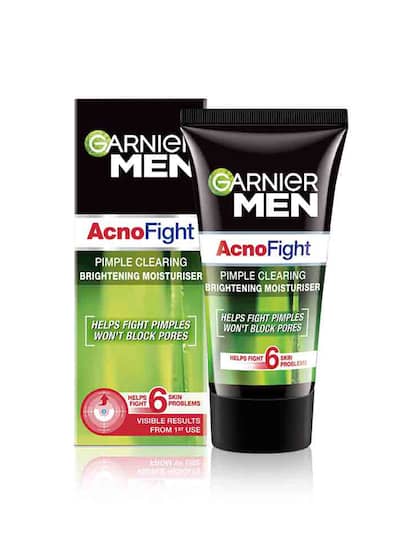 GARNIER
MEN
AcnoFight
PIMPLE CLEARING
BRIGHTENING MOISTURISER
HELPS FIGHT PIMPLES
WON'T BLOCK PORES
HELPS FIGHT 6 SKIN PROBLEMS
VISIBLE RESULTS
FROM 1ST USE
GARNIER
MEN
AcnoFight
PIMPLE CLEARING
BRIGHTENING MOISTURISER
HELPS FIGHT PIMPLES
WON'T BLOCK PORES
HELPS FIGHT 6 SKIN PROBLEMS